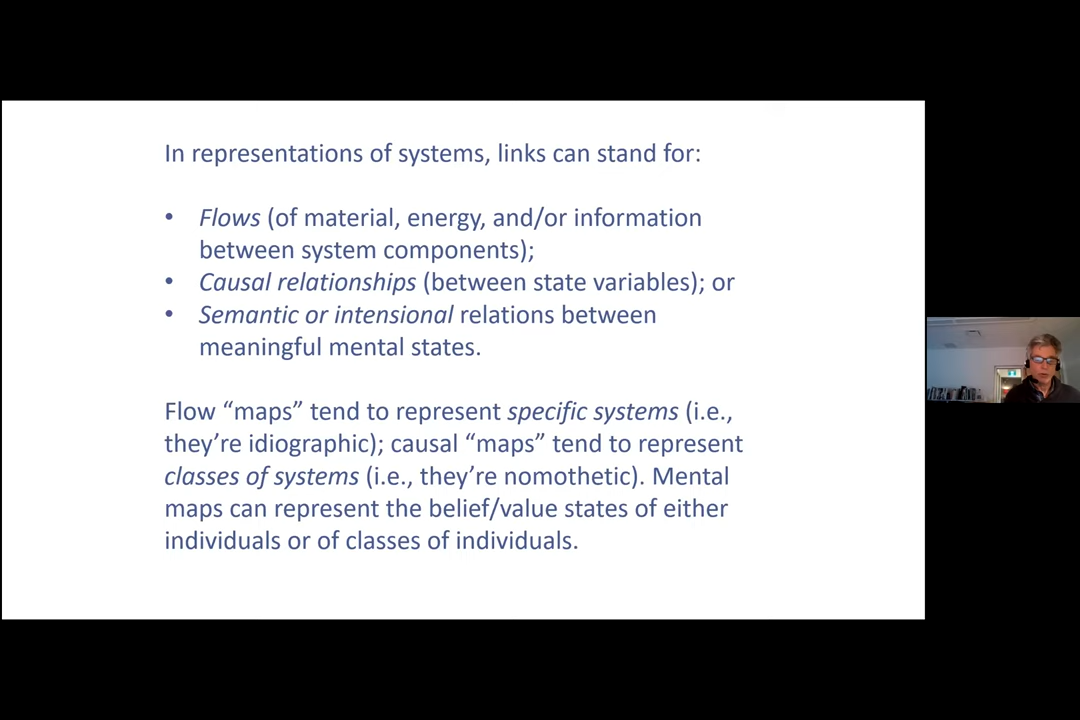 In representations of systems, links can stand for:
• Flows (of material, energy, and/or information
between system components);
• Causal relationships (between state variables); or
• Semantic or intensional relations between
meaningful mental states.
Flow “maps” tend to represent specific systems (i.e.,
they’re idiographic); causal “maps” tend to represent
classes of systems (i.e., they’re nomothetic). Mental
maps can represent the belief/value states of either
individuals or of classes of individuals.